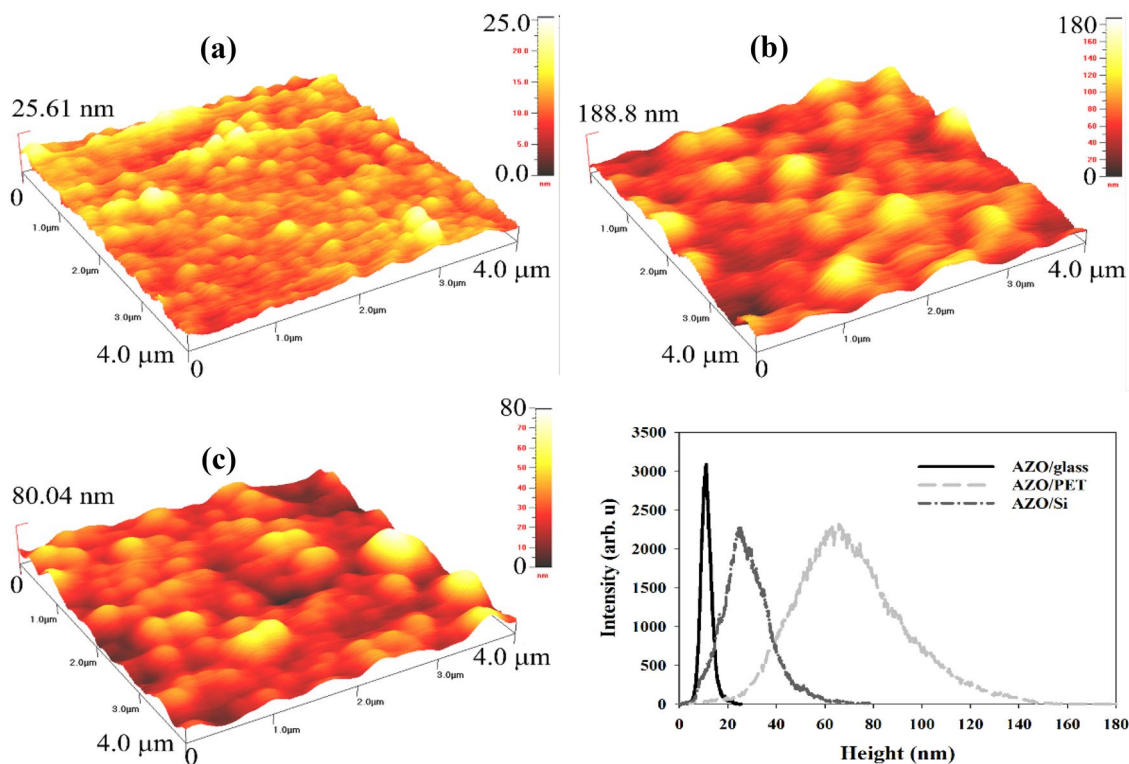 (a)
25.61 nm
25.0
20.0
15.0
10.0
5.0
0.0
nm
0
1.0µm
2.0µm
3.0µm
4.0 µm
0
1.0µm
2.0µm
3.0µm
4.0 µm
(b)
188.8 nm
180
160
140
120
100
80
60
40
20
0
nm
0
1.0µm
2.0µm
3.0µm
4.0 µm
0
1.0µm
2.0µm
3.0µm
4.0 µm
(c)
80.04 nm
80
70
60
50
40
30
20
10
0
nm
0
1.0µm
2.0µm
3.0µm
4.0 µm
0
1.0µm
2.0µm
3.0µm
4.0 µm
3500
3000
2500
2000
1500
1000
500
0
Intensity (arb. u)
AZO/glass
AZO/PET
AZO/Si
0 20 40 60 80 100 120 140 160 180
Height (nm)